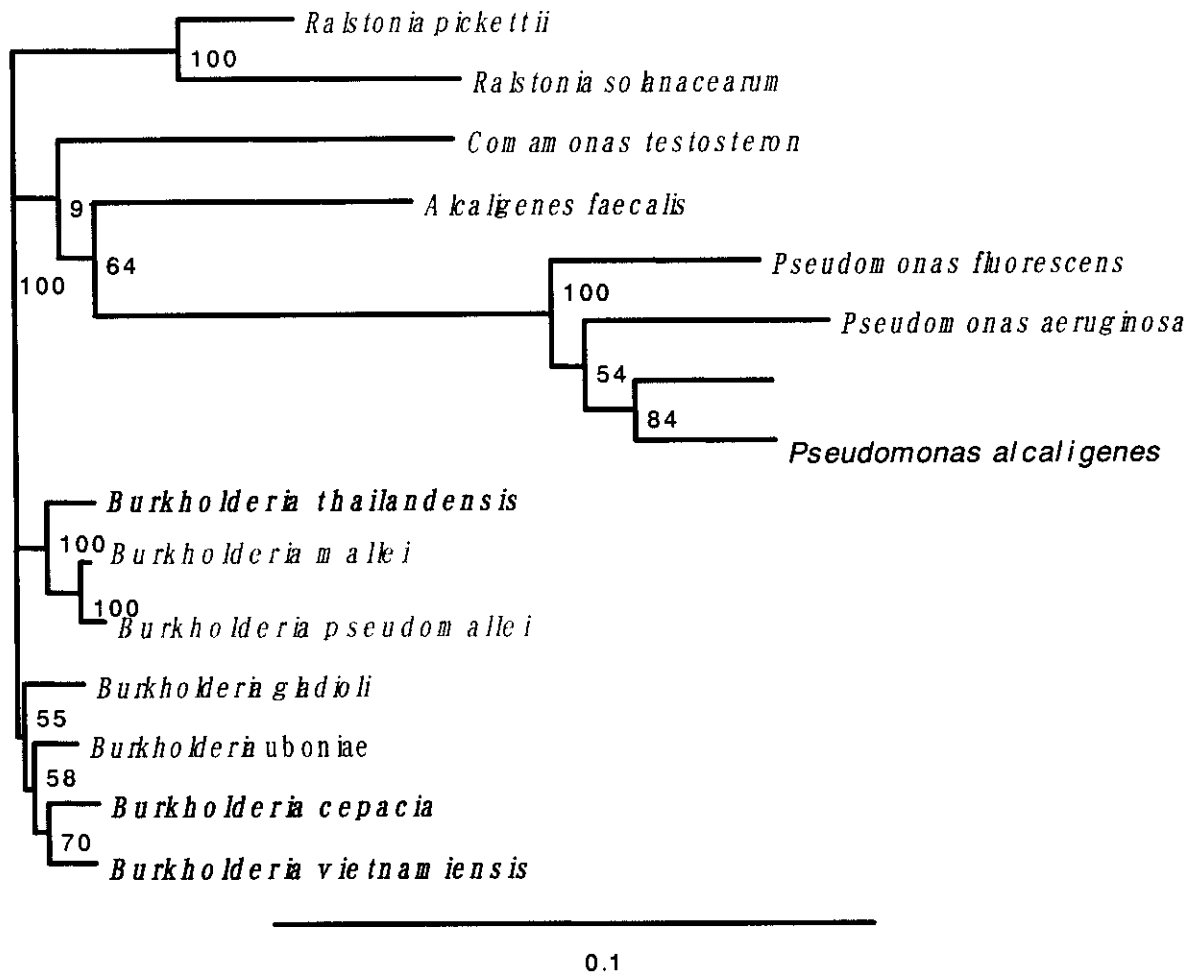 Ralstonia pickettii
100
Ralstonia solanacearum
Comamonas testosteron
9
Alcaligenes faecalis
64
100
Pseudomonas fluorescens
100
Pseudomonas aeruginosa
54
84
Pseudomonas alcaligenes
Burkholderia thailandensis
100
Burkholderia mallei
100
Burkholderia pseudomallei
Burkholderia gladioli
55
Burkholderia uboniae
58
Burkholderia cepacia
70
Burkholderia vietnamiensis
0.1